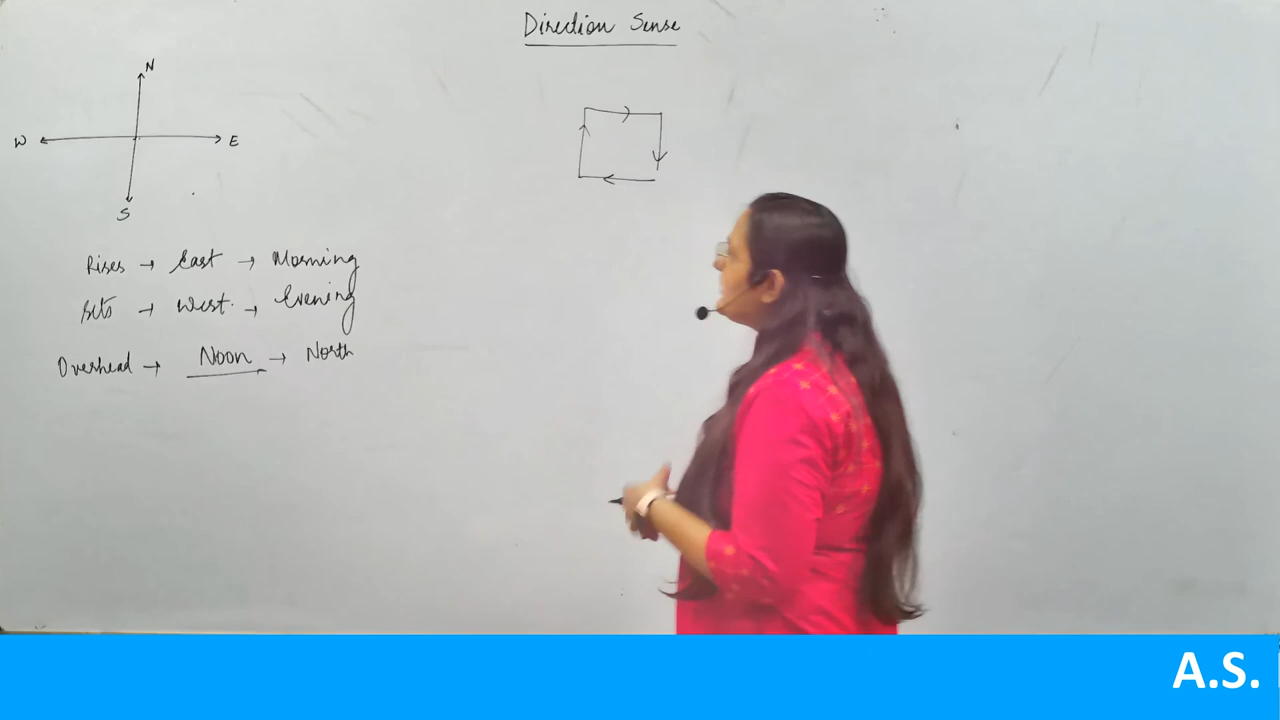 Direction Sense
N
W E
S
Rises → East → Morning
Sets → West → Evening
Overhead → Noon → North
A.S.